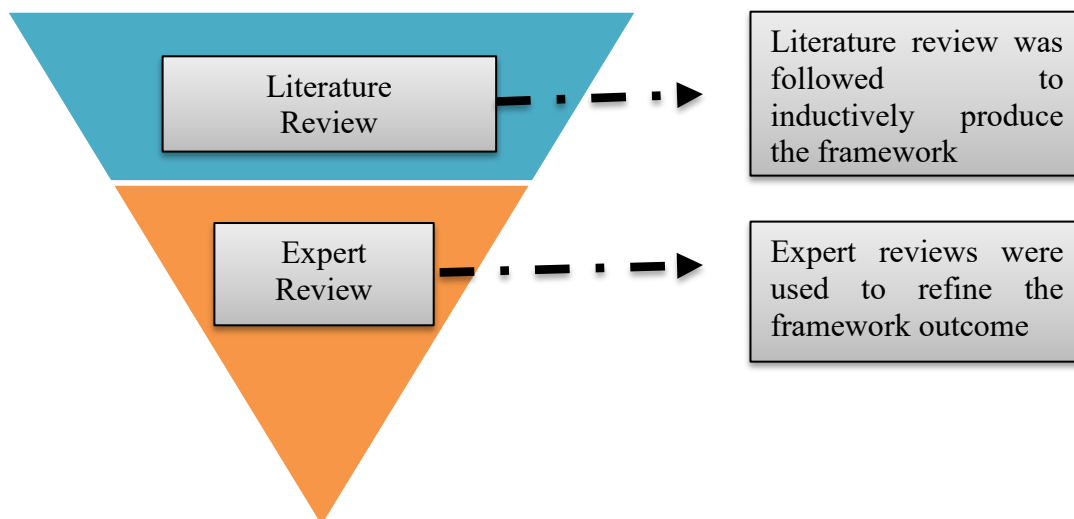 Literature
Review
Literature review was
followed to
inductively produce
the framework
Expert
Review
Expert reviews were
used to refine the
framework outcome